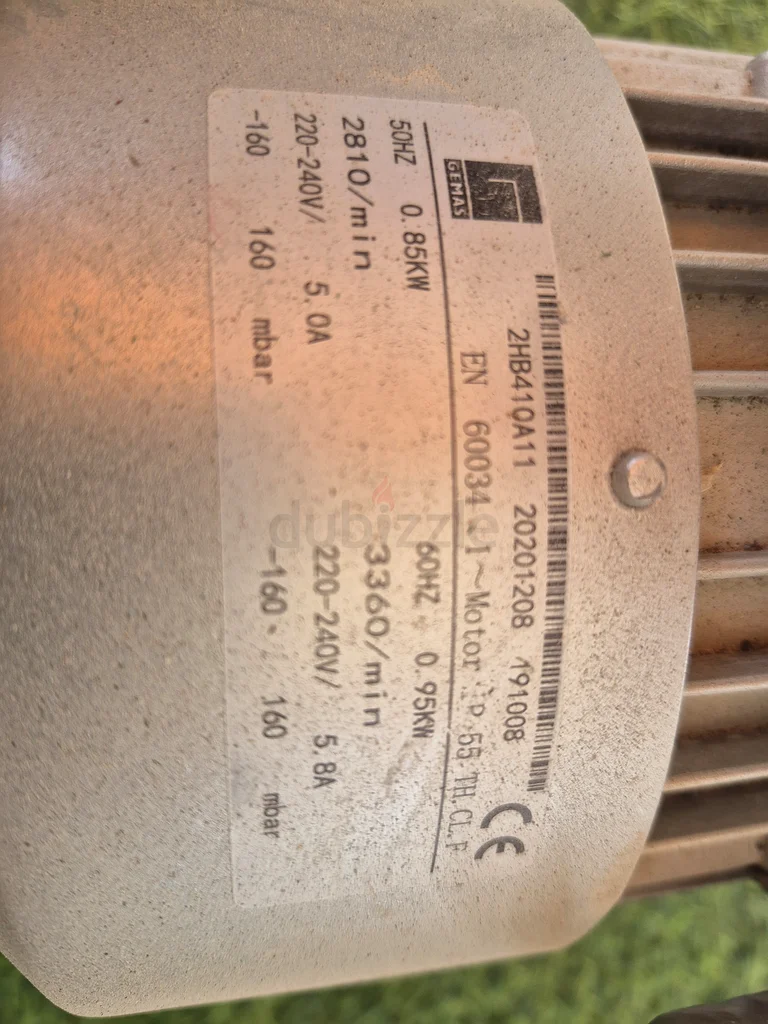 GEMAS
2HB410A11 20201208 191008
CE
EN 60034 1~Motor IP 55 TH.CL.F
50HZ 0.85KW 60HZ 0.95KW
2810/min 3360/min
220-240V/ 5.0A 220-240V/ 5.8A
-160 160 mbar -160 160 mbar
dubizzle